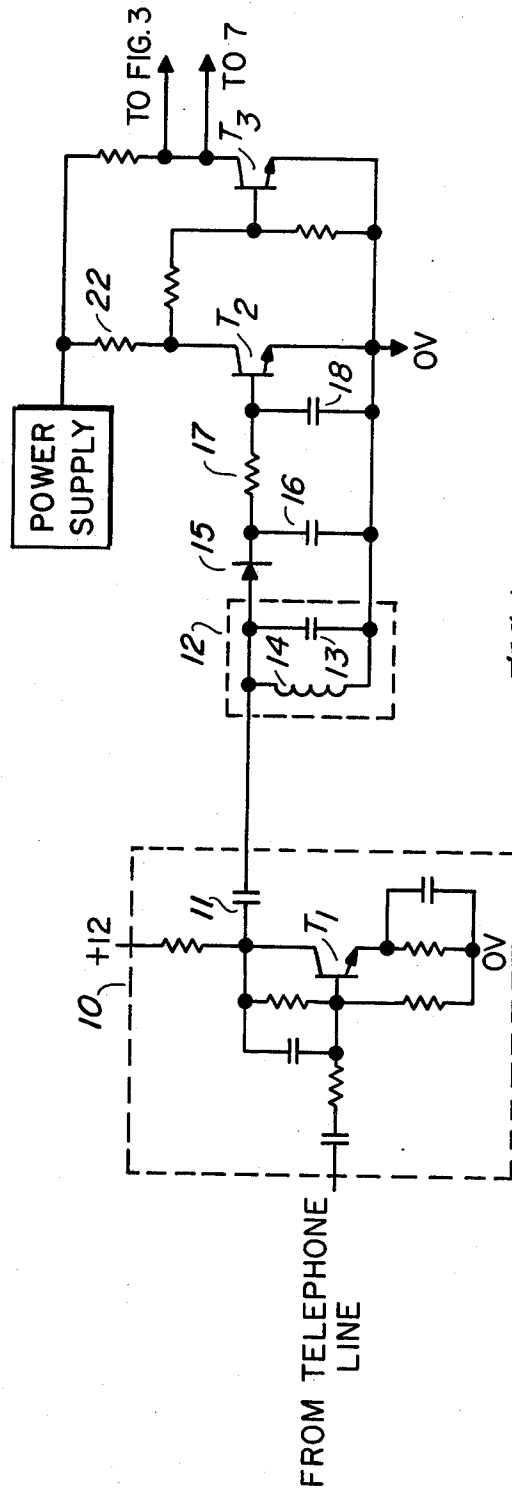 FROM TELEPHONE
LINE
10
+12
T1
0V
11
12
14
13
15
16
17
18
POWER
SUPPLY
22
T2
0V
T3
TO FIG. 3
TO 7